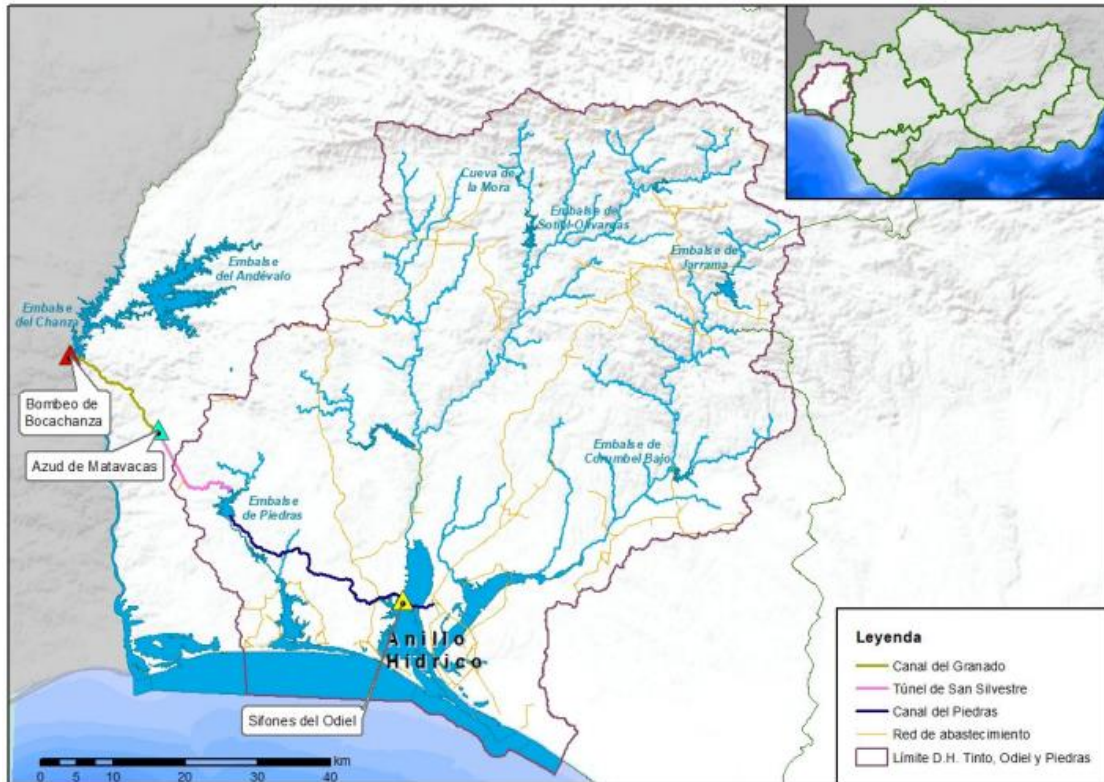 Cueva de
la Mora
Embalse de
Sotiel-Olivargas
Embalse de
Jarrama
Embalse
del Andévalo
Embalse
del Chanza
Bombeo de
Bocachanza
Azud de Matavacas
Embalse
de Piedras
Embalse de
Corumbel Bajo
Anillo
Hídrico
Sifones del Odiel
Leyenda
Canal del Granado
Túnel de San Silvestre
Canal del Piedras
Red de abastecimiento
Límite D.H. Tinto, Odiel y Piedras
km
0 5 10 20 30 40